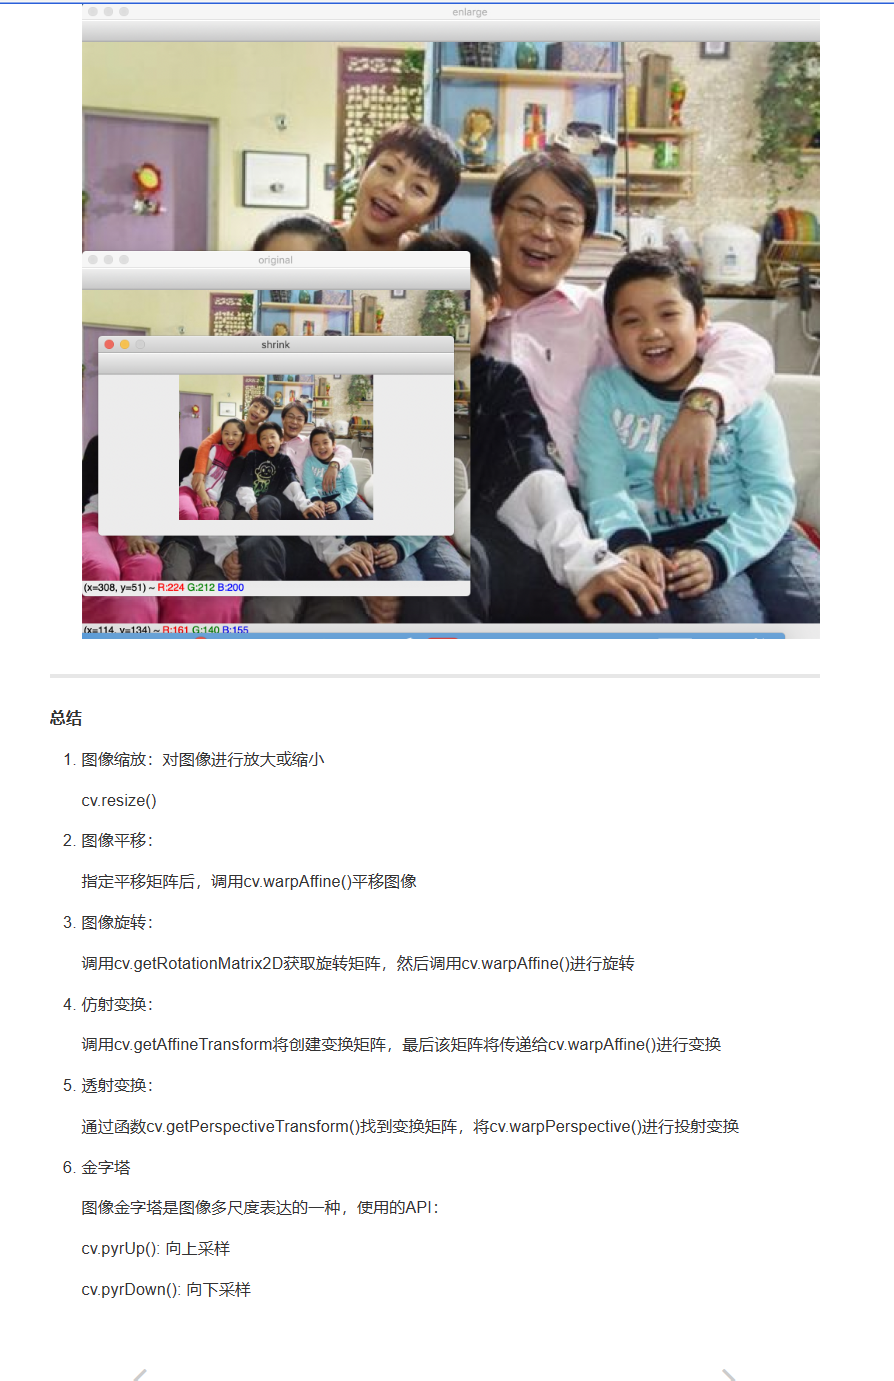 enlarge
original
shrink
(x=308, y=51) ~ R:224 G:212 B:200
(x=114, y=134) ~ R:161 G:140 B:155
总结
1. 图像缩放：对图像进行放大或缩小
cv.resize()
2. 图像平移：
指定平移矩阵后，调用cv.warpAffine()平移图像
3. 图像旋转：
调用cv.getRotationMatrix2D获取旋转矩阵，然后调用cv.warpAffine()进行旋转
4. 仿射变换：
调用cv.getAffineTransform将创建变换矩阵，最后该矩阵将传递给cv.warpAffine()进行变换
5. 透射变换：
通过函数cv.getPerspectiveTransform()找到变换矩阵，将cv.warpPerspective()进行投射变换
6. 金字塔
图像金字塔是图像多尺度表达的一种，使用的API：
cv.pyrUp(): 向上采样
cv.pyrDown(): 向下采样